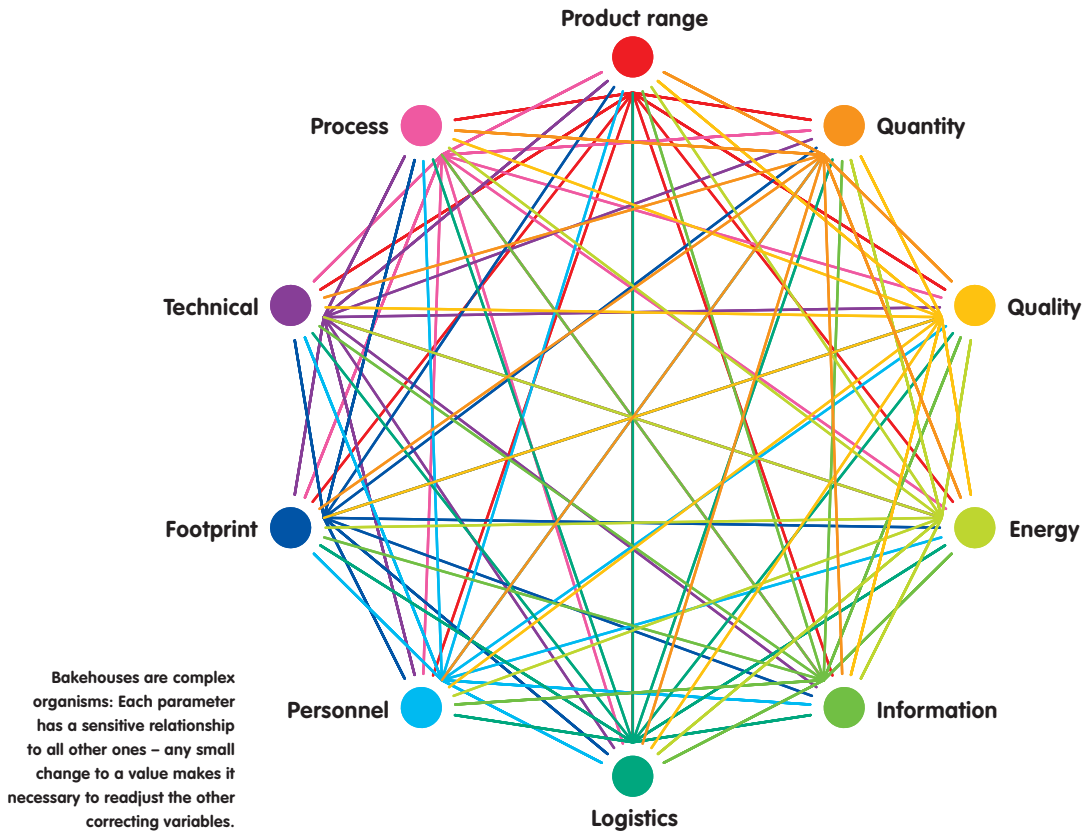 Product range
Process
Quantity
Technical
Quality
Footprint
Energy
Personnel
Information
Logistics
Bakehouses are complex
organisms: Each parameter
has a sensitive relationship
to all other ones – any small
change to a value makes it
necessary to readjust the other
correcting variables.